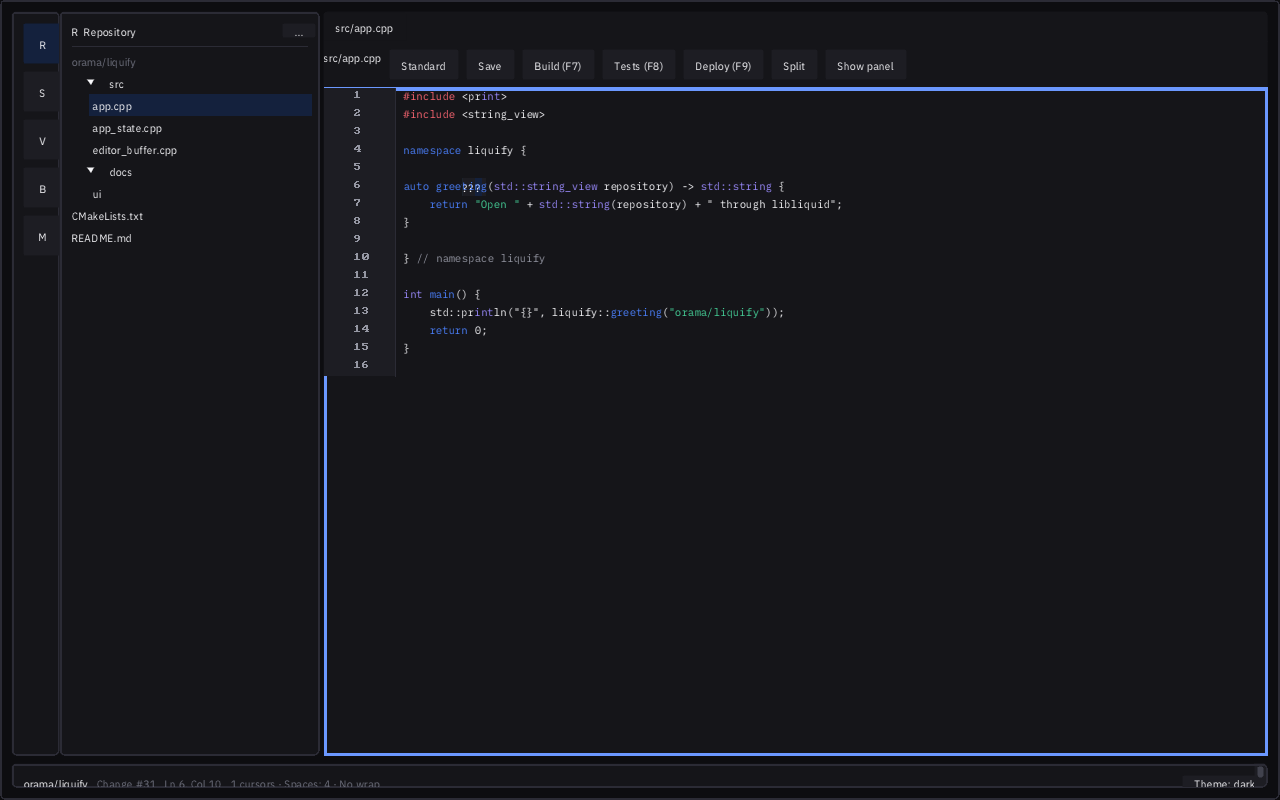 R Repository ...
orama/liquify
src
app.cpp
app_state.cpp
editor_buffer.cpp
docs
ui
CMakeLists.txt
README.md
R
S
V
B
M
src/app.cpp
src/app.cpp Standard Save Build (F7) Tests (F8) Deploy (F9) Split Show panel
1 #include <print>
2 #include <string_view>
3
4 namespace liquify {
5
6 auto greeting(std::string_view repository) -> std::string {
7 return "Open " + std::string(repository) + " through libliquid";
8 }
9
10 } // namespace liquify
11
12 int main() {
13 std::println("{}", liquify::greeting("orama/liquify"));
14 return 0;
15 }
16
orama/liquify Change #31 Ln 6, Col 10 1 cursors · Spaces: 4 · No wrap Theme: dark